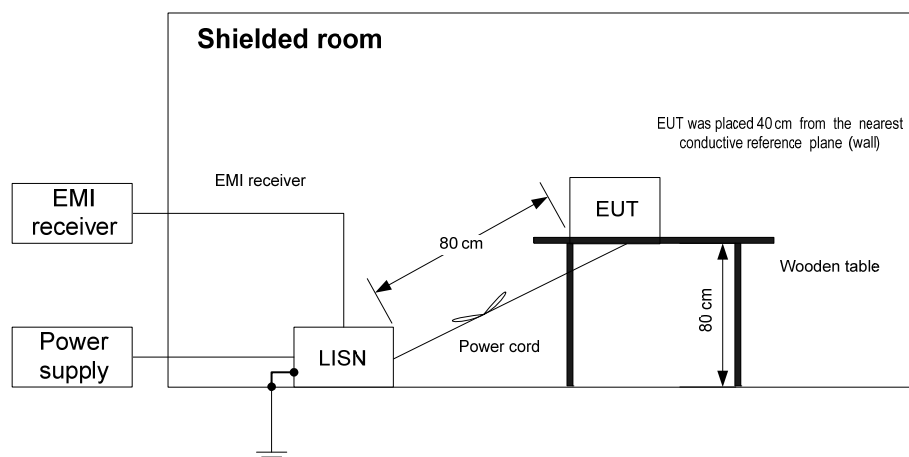 Shielded room
EUT was placed 40 cm from the nearest
conductive reference plane (wall)
EMI receiver
EMI
receiver
EUT
80 cm
Wooden table
80 cm
Power
supply
LISN
Power cord